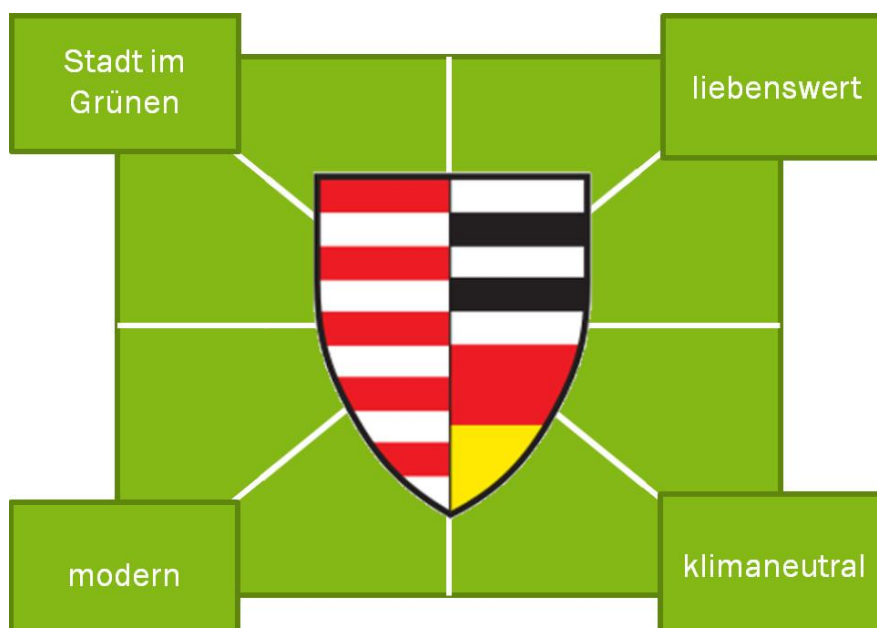 Stadt im
Grünen
liebenswert
modern
klimaneutral